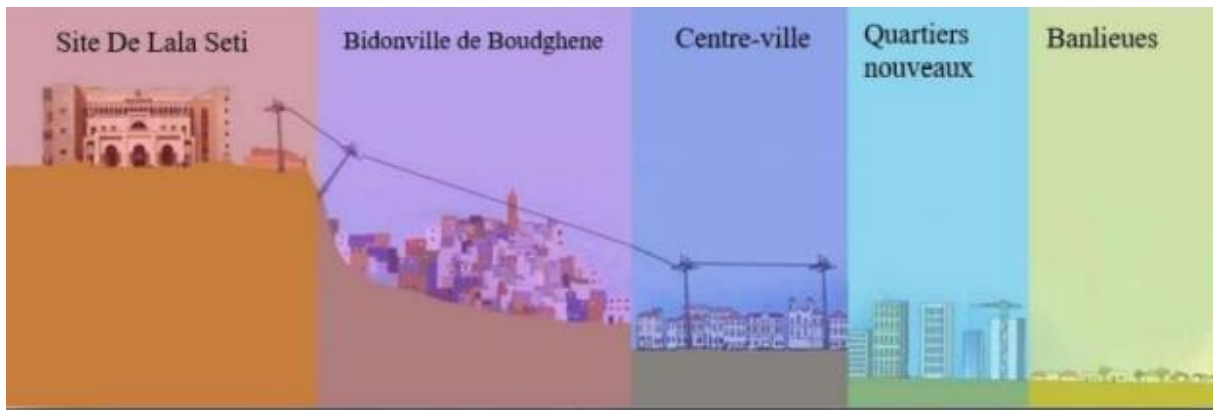 Site De Lala Seti
Bidonville de Boudghene
Centre-ville
Quartiers
nouveaux
Banlieues